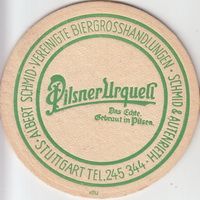 ·ALBERT SCHMID·VEREINIGTE BIERGROSSHANDLUNGEN·SCHMID & AUTENRIETH·
STUTTGART TEL. 245 344
Pilsner Urquell
Das Echte.
Gebraut in Pilsen.